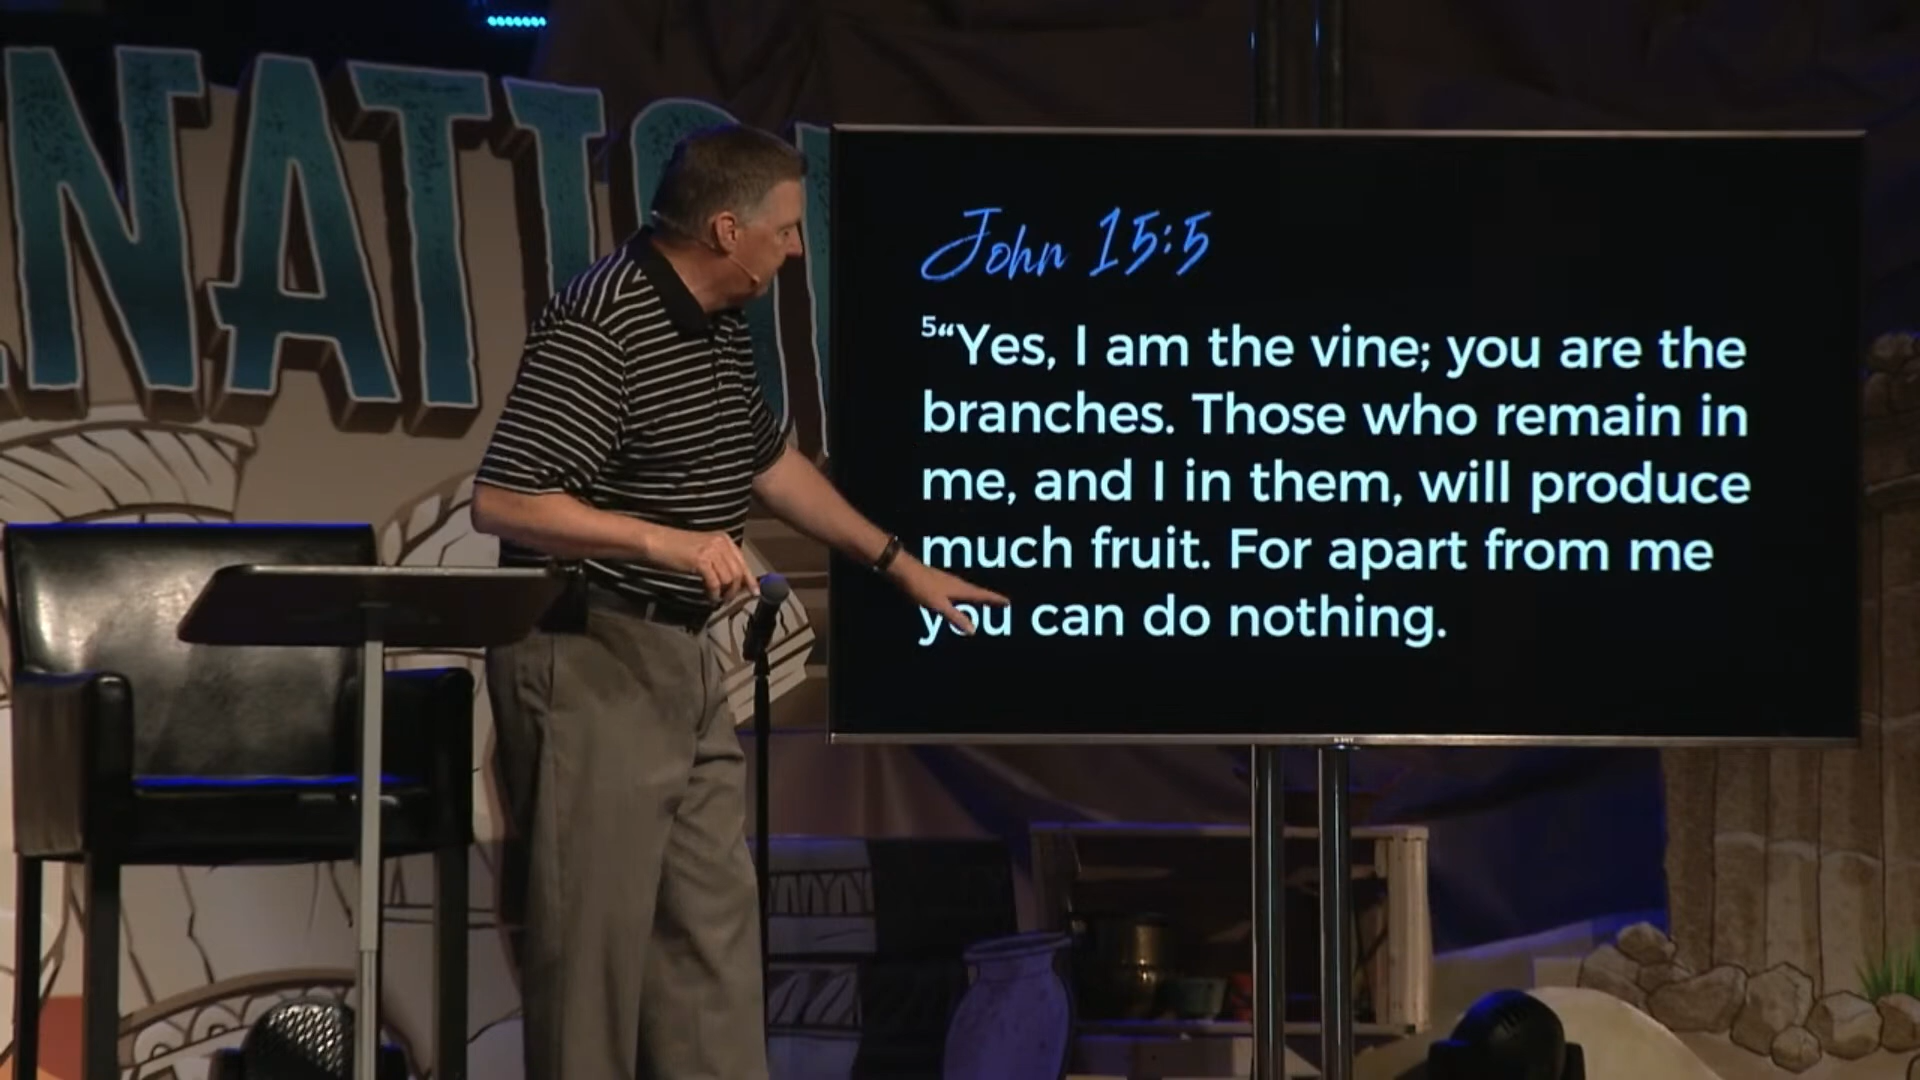 NATIO
John 15:5
5“Yes, I am the vine; you are the
branches. Those who remain in
me, and I in them, will produce
much fruit. For apart from me
you can do nothing.